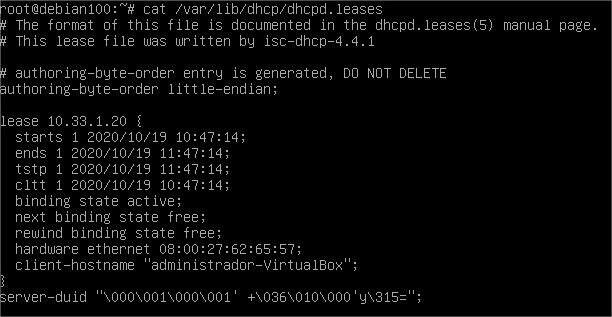 root@debian100:~# cat /var/lib/dhcp/dhcpd.leases
# The format of this file is documented in the dhcpd.leases(5) manual page.
# This lease file was written by isc-dhcp-4.4.1
# authoring-byte-order entry is generated, DO NOT DELETE
authoring-byte-order little-endian;
lease 10.33.1.20 {
  starts 1 2020/10/19 10:47:14;
  ends 1 2020/10/19 11:47:14;
  tstp 1 2020/10/19 11:47:14;
  cltt 1 2020/10/19 10:47:14;
  binding state active;
  next binding state free;
  rewind binding state free;
  hardware ethernet 08:00:27:62:65:57;
  client-hostname "administrador-VirtualBox";
}
server-duid "\000\001\000\001' +\036\010\000'y\315=";